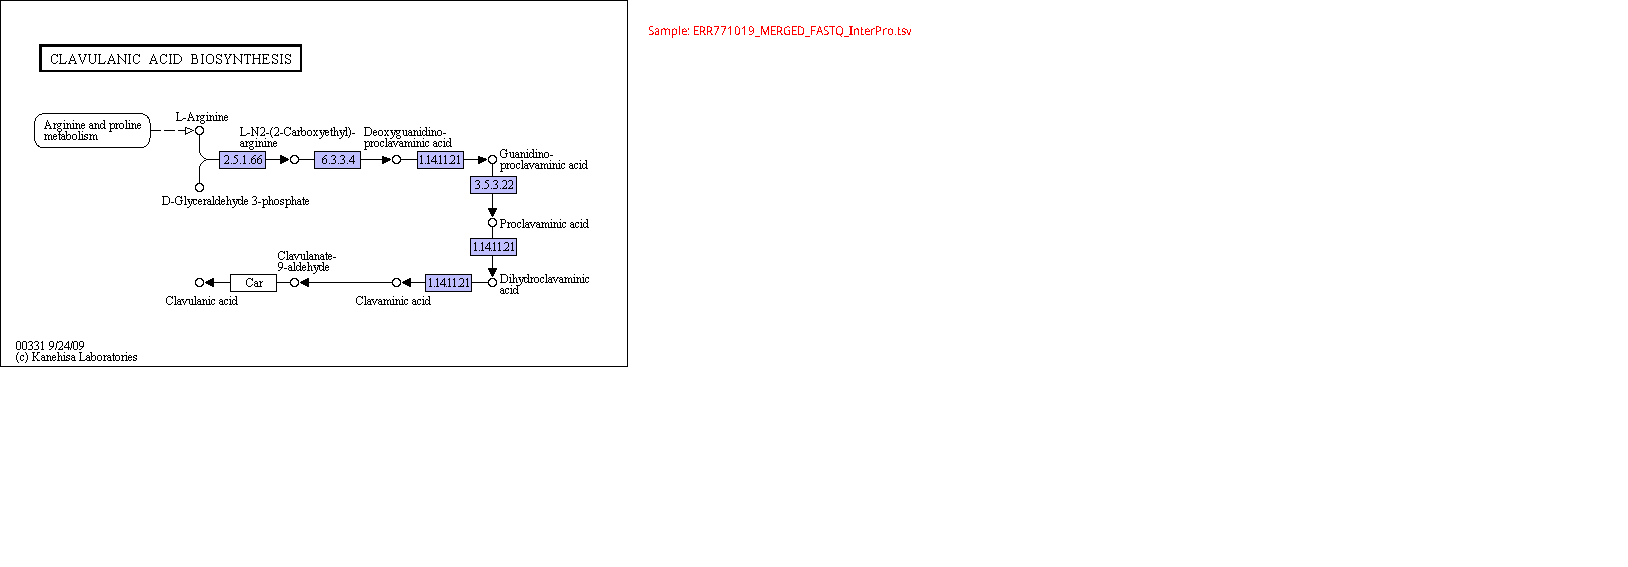 Sample: ERR771019_MERGED_FASTQ_InterPro.tsv
CLAVULANIC ACID BIOSYNTHESIS
Arginine and proline
metabolism
L-Arginine
L-N2-(2-Carboxyethyl)-
arginine
Deoxyguanidino-
proclavaminic acid
2.5.1.66
6.3.3.4
1.14.11.21
Guanidino-
proclavaminic acid
3.5.3.22
D-Glyceraldehyde 3-phosphate
Proclavaminic acid
1.14.11.21
Clavulanate-
9-aldehyde
Car
1.14.11.21
Dihydroclavaminic
acid
Clavulanic acid
Clavaminic acid
00331 9/24/09
(c) Kanehisa Laboratories